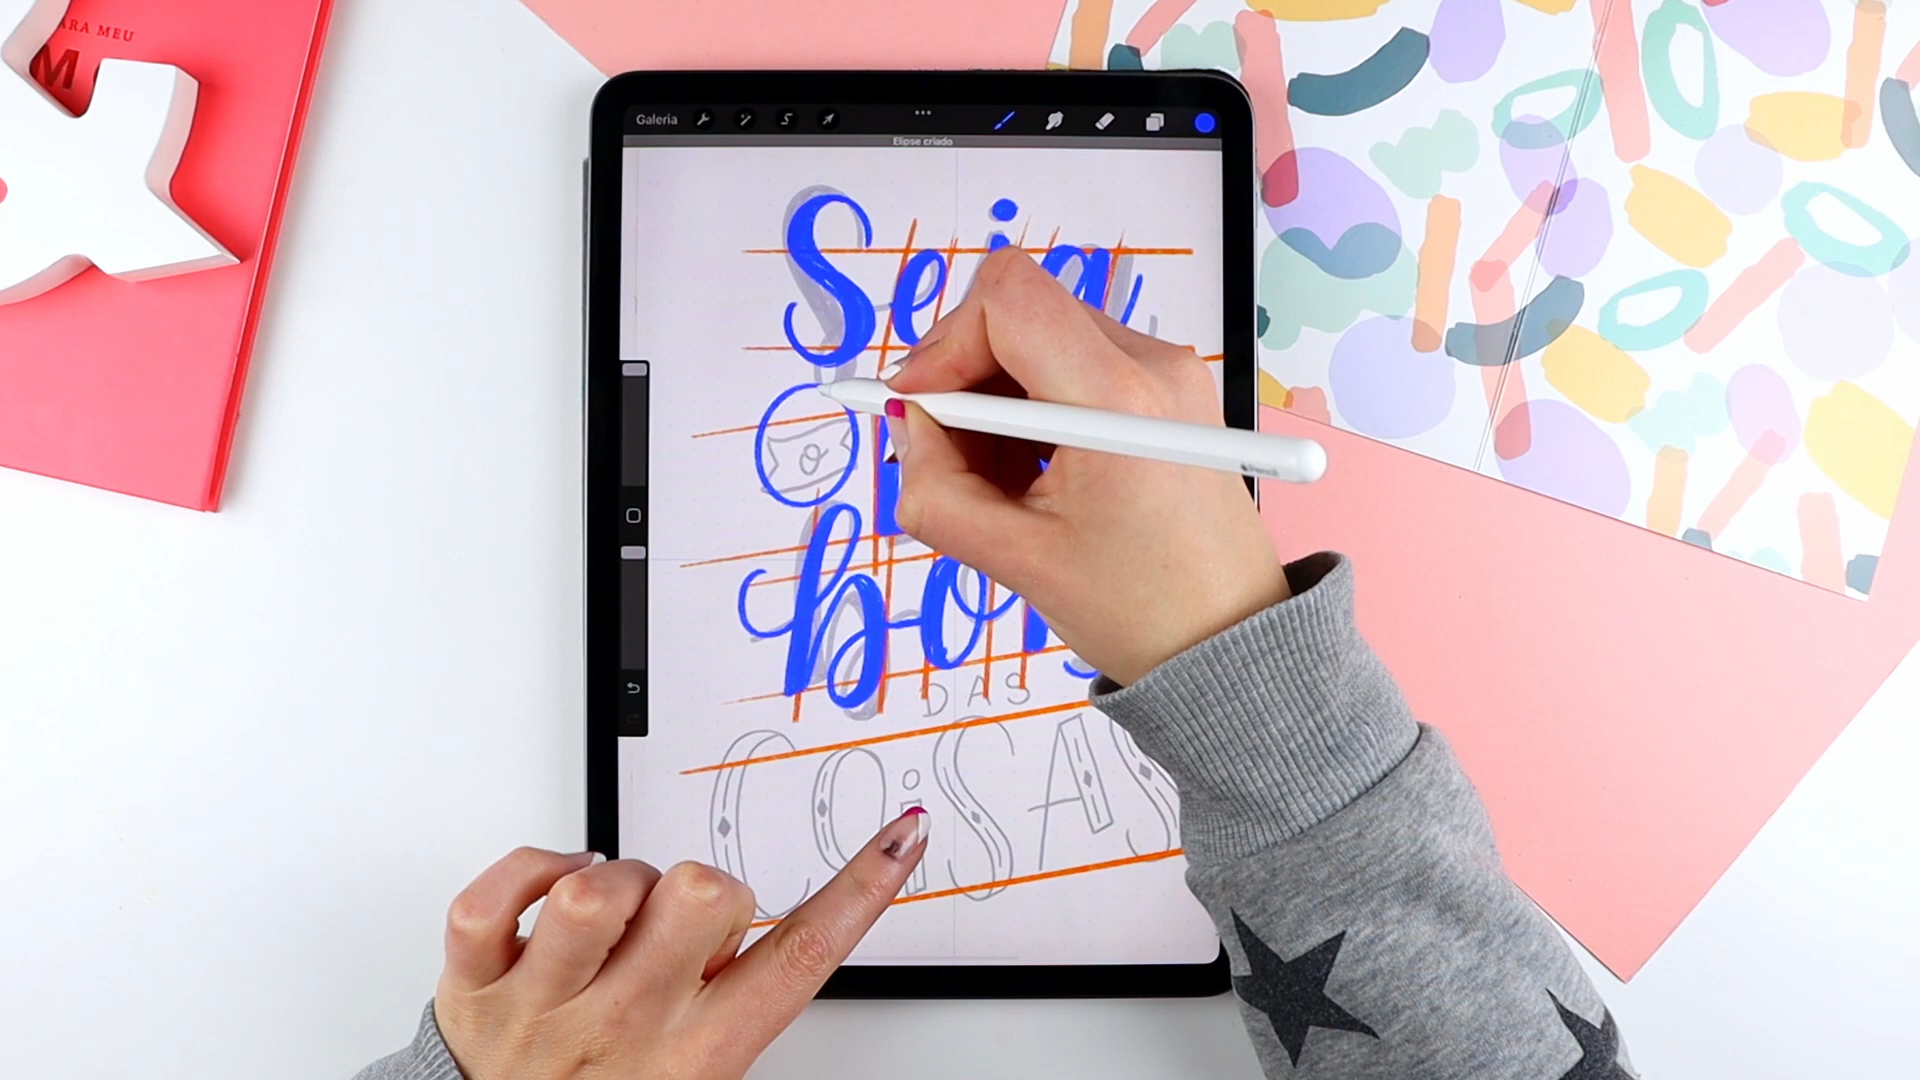 ARA MEU
M
Galeria
Elipse criado
Seja
o
bom
DAS
COiSAS